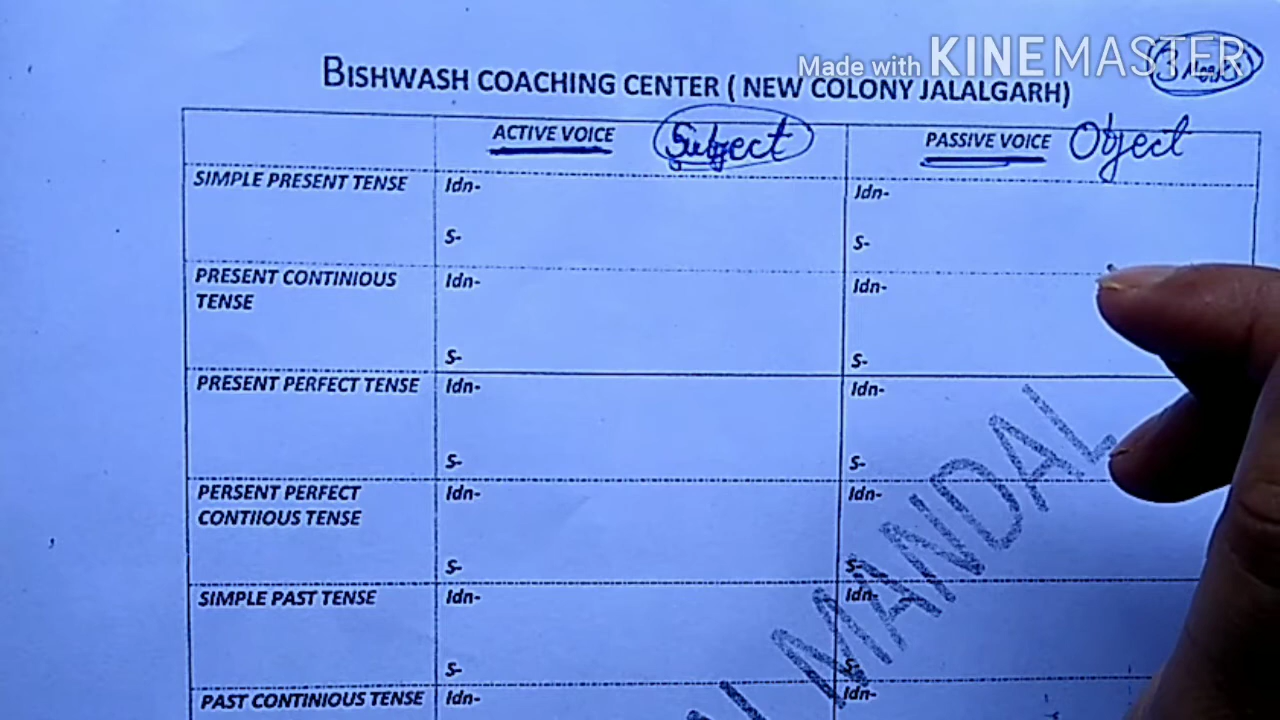 Made with KINEMASTER
BISHWASH COACHING CENTER ( NEW COLONY JALALGARH)
ACTIVE VOICE Subject PASSIVE VOICE Object
SIMPLE PRESENT TENSE Idn- Idn-
S- S-
PRESENT CONTINIOUS Idn- Idn-
TENSE
S- S-
PRESENT PERFECT TENSE Idn- Idn-
S- S-
PERSENT PERFECT Idn- Idn-
CONTIIOUS TENSE
S- S-
SIMPLE PAST TENSE Idn- Idn-
S- S-
PAST CONTINIOUS TENSE Idn- Idn-
MANDAL